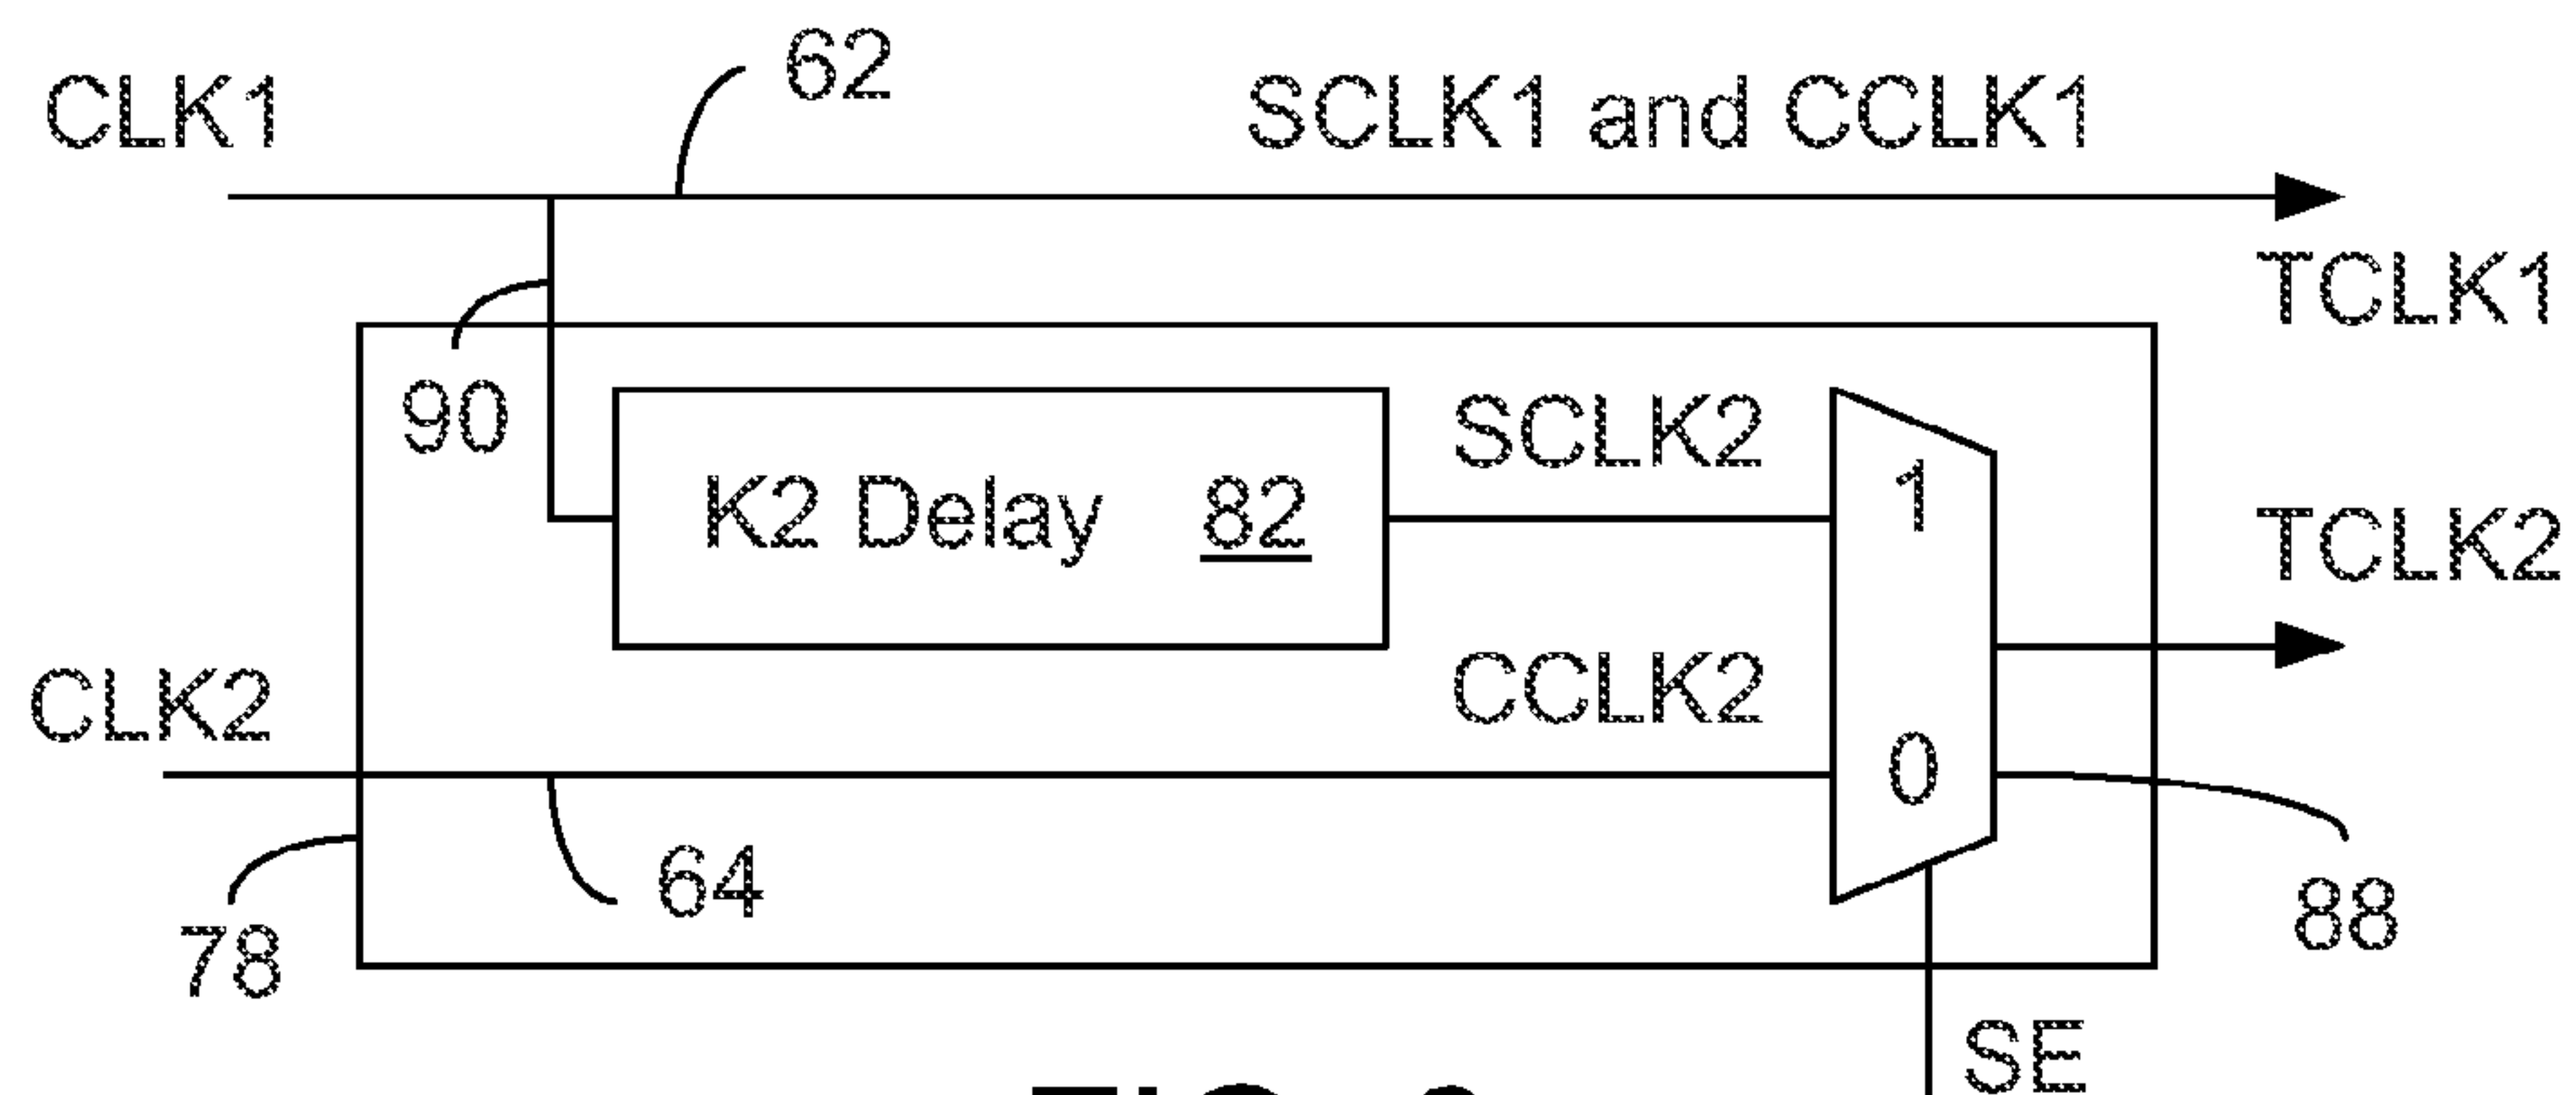 CLK1
62
SCLK1 and CCLK1
TCLK1
90
K2 Delay 82
SCLK2
1
TCLK2
CLK2
CCLK2
0
64
78
88
SE